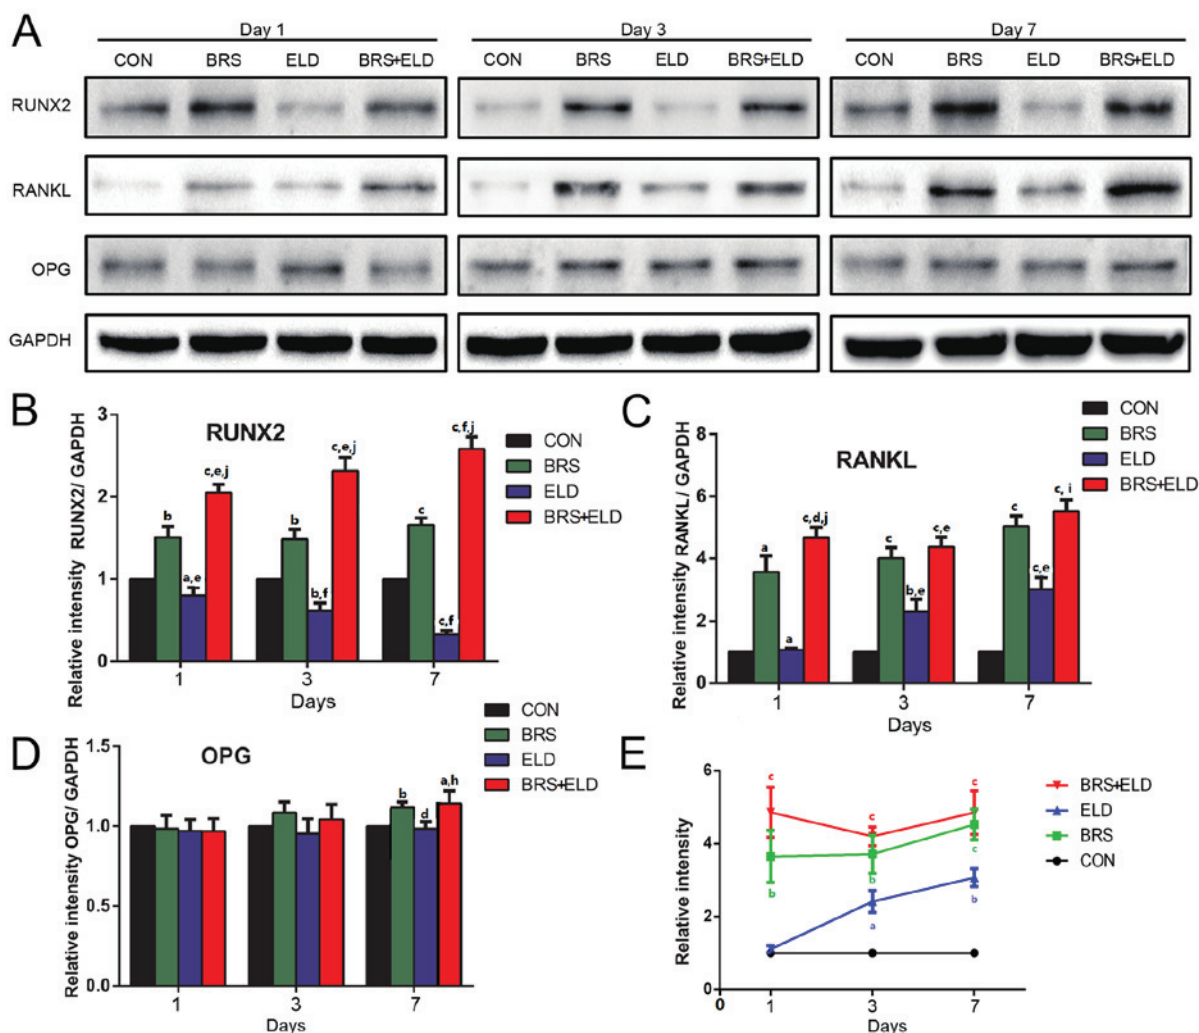 A
Day 1 Day 3 Day 7
CON BRS ELD BRS+ELD CON BRS ELD BRS+ELD CON BRS ELD BRS+ELD
RUNX2
RANKL
OPG
GAPDH
B
RUNX2
Relative intensity RUNX2/ GAPDH
3
2
1
0
b
a,e
c,e,j
b
b,f
c,e,j
c
c,f
c,f,j
1 3 7
Days
CON
BRS
ELD
BRS+ELD
C
RANKL
Relative intensity RANKL/ GAPDH
8
6
4
2
0
a
a
c,d,j
c
b,e
c,e
c
c,e
c, i
1 3 7
Days
CON
BRS
ELD
BRS+ELD
D
OPG
Relative intensity OPG/ GAPDH
1.5
1.0
0.5
0.0
b
d
a,h
1 3 7
Days
CON
BRS
ELD
BRS+ELD
E
Relative intensity
6
4
2
0
c
c
c
b
b
c
a
b
0 1 3 7
Days
BRS+ELD
ELD
BRS
CON